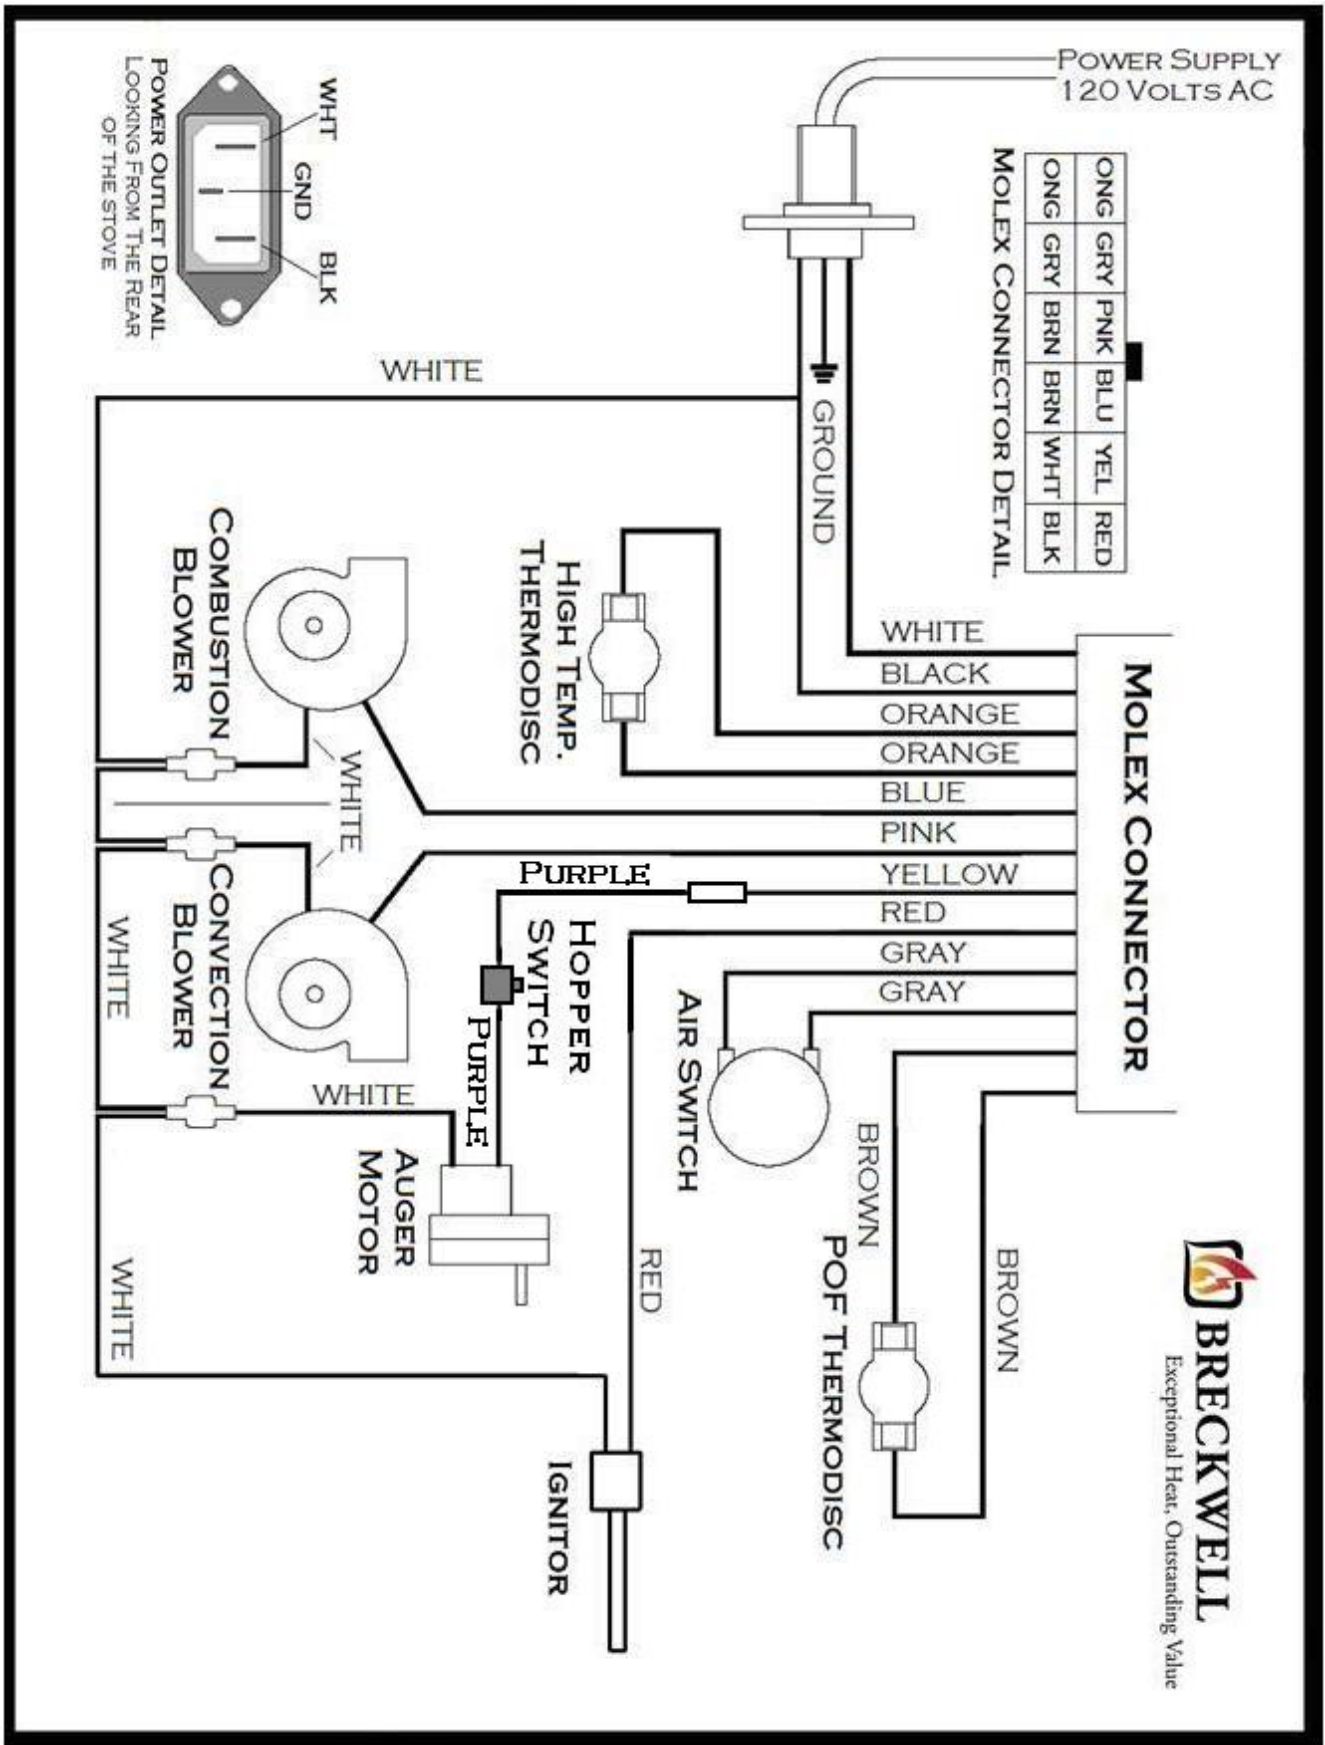 POWER SUPPLY
120 VOLTS AC
ONG GRY PNK BLU YEL RED
ONG GRY BRN BRN WHT BLK
MOLEX CONNECTOR DETAIL
WHT
GND
BLK
POWER OUTLET DETAIL
LOOKING FROM THE REAR
OF THE STOVE
WHITE
GROUND
MOLEX CONNECTOR
WHITE
BLACK
ORANGE
ORANGE
BLUE
PINK
YELLOW
RED
GRAY
GRAY
HIGH TEMP.
THERMODISC
COMBUSTION
BLOWER
WHITE
CONVECTION
BLOWER
WHITE
PURPLE
HOPPER
SWITCH
PURPLE
AIR SWITCH
WHITE
AUGER
MOTOR
BROWN
BROWN
POF THERMODISC
RED
WHITE
IGNITOR
BRECKWELL
Exceptional Heat, Outstanding Value